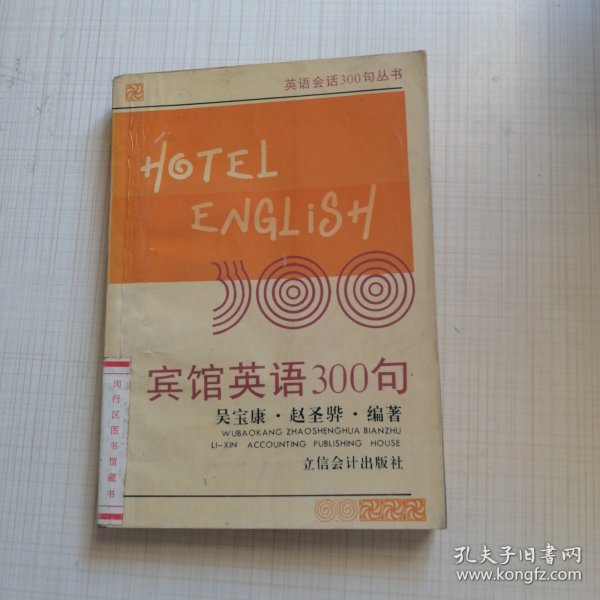 英语会话300句丛书
HOTEL
ENGLISH
300
宾馆英语300句
吴宝康·赵圣骅·编著
WUBAOKANG ZHAOSHENGHUA BIANZHU
LI-XIN ACCOUNTING PUBLISHING HOUSE
立信会计出版社
闵行区图书馆藏书
孔夫子旧书网
www.kongfz.com